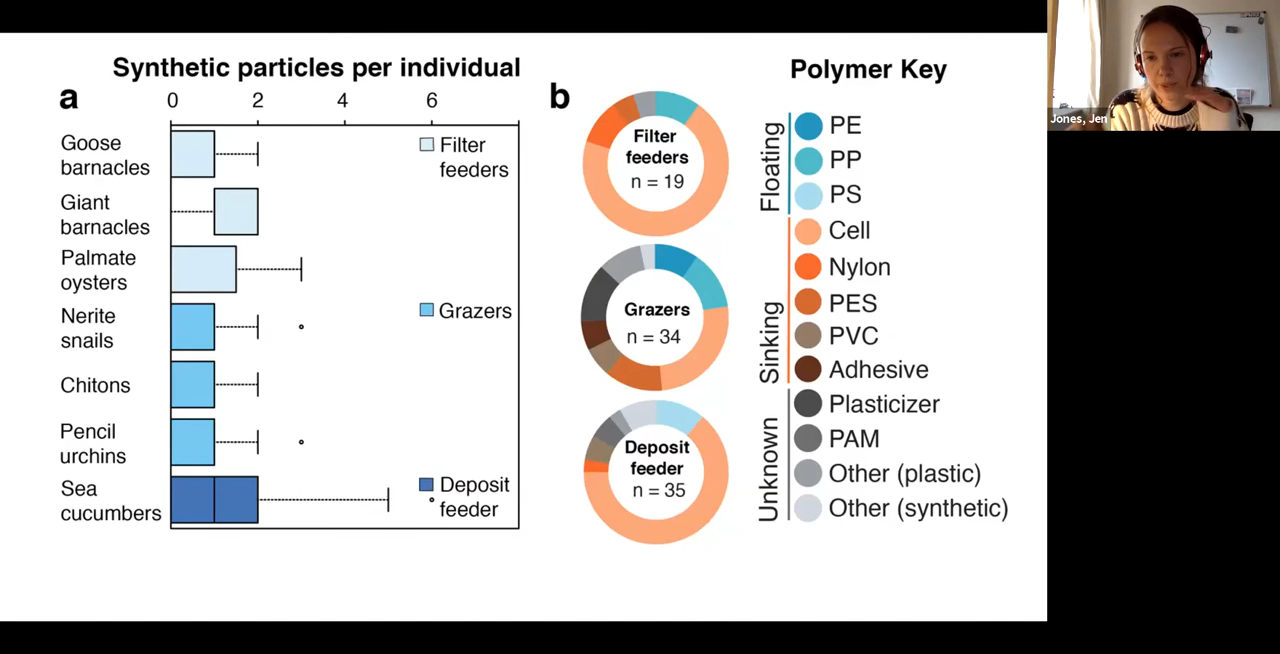 Synthetic particles per individual
a
0 2 4 6
Goose
barnacles
Giant
barnacles
Palmate
oysters
Nerite
snails
Chitons
Pencil
urchins
Sea
cucumbers
Filter
feeders
Grazers
Deposit
feeder
b
Filter
feeders
n = 19
Grazers
n = 34
Deposit
feeder
n = 35
Polymer Key
Floating
PE
PP
PS
Sinking
Cell
Nylon
PES
PVC
Adhesive
Unknown
Plasticizer
PAM
Other (plastic)
Other (synthetic)
Jones, Jen